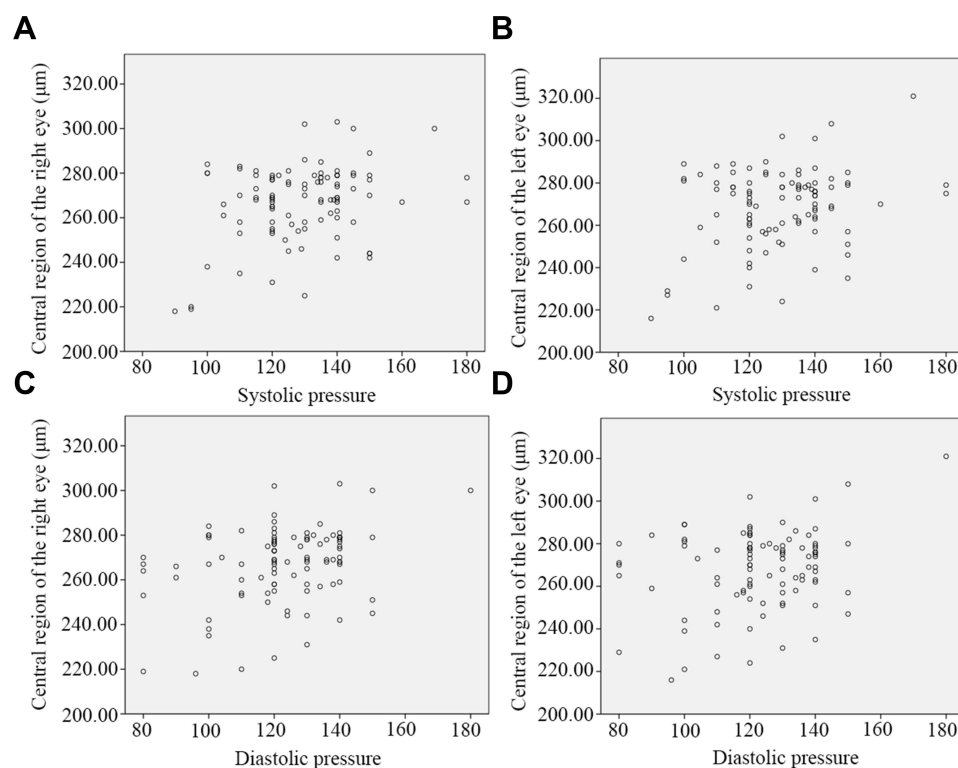 A
Central region of the right eye (μm)
320.00
300.00
280.00
260.00
240.00
220.00
200.00
80 100 120 140 160 180
Systolic pressure
B
Central region of the left eye (μm)
320.00
300.00
280.00
260.00
240.00
220.00
200.00
80 100 120 140 160 180
Systolic pressure
C
Central region of the right eye (μm)
320.00
300.00
280.00
260.00
240.00
220.00
200.00
80 100 120 140 160 180
Diastolic pressure
D
Central region of the left eye (μm)
320.00
300.00
280.00
260.00
240.00
220.00
200.00
80 100 120 140 160 180
Diastolic pressure